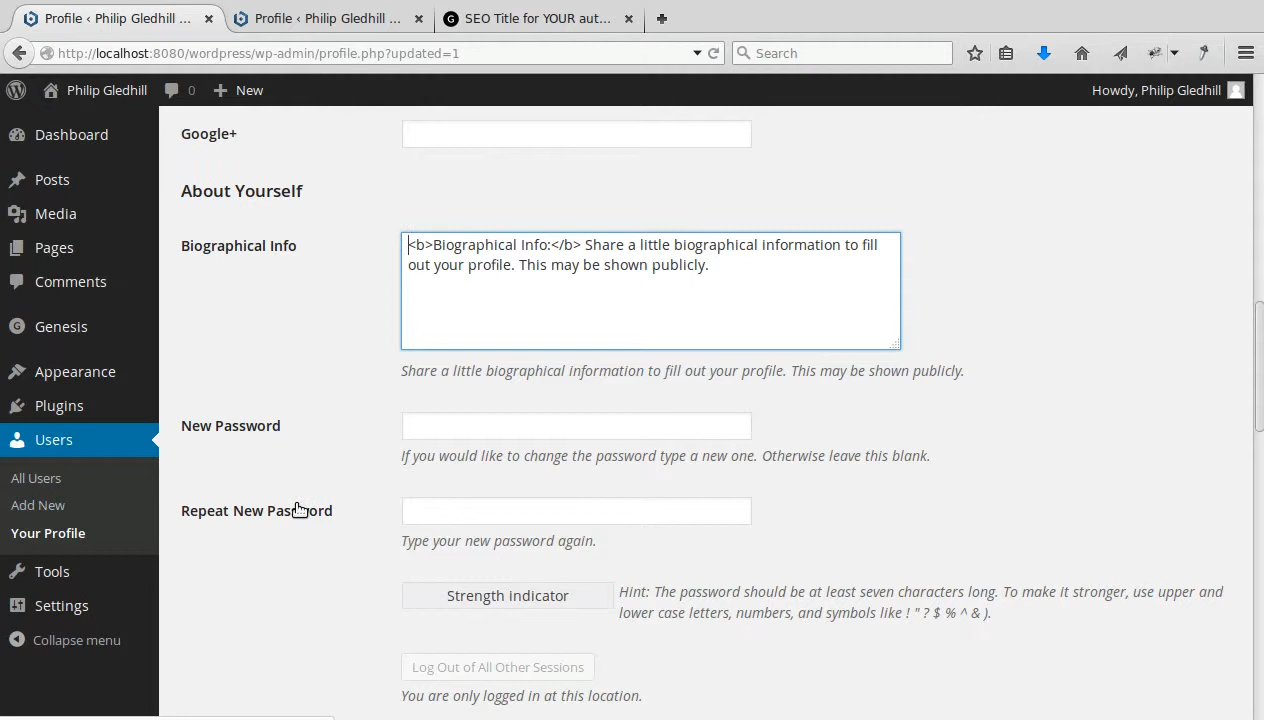 Profile ‹ Philip Gledhill ... ×
Profile ‹ Philip Gledhill ... ×
SEO Title for YOUR aut... ×
http://localhost:8080/wordpress/wp-admin/profile.php?updated=1
Search
Philip Gledhill
0
New
Howdy, Philip Gledhill
Dashboard
Posts
Media
Pages
Comments
Genesis
Appearance
Plugins
Users
All Users
Add New
Your Profile
Tools
Settings
Collapse menu
Google+
About Yourself
Biographical Info
<b>Biographical Info:</b> Share a little biographical information to fill
out your profile. This may be shown publicly.
Share a little biographical information to fill out your profile. This may be shown publicly.
New Password
If you would like to change the password type a new one. Otherwise leave this blank.
Repeat New Password
Type your new password again.
Strength indicator
Hint: The password should be at least seven characters long. To make it stronger, use upper and
lower case letters, numbers, and symbols like ! " ? $ % ^ & ).
Log Out of All Other Sessions
You are only logged in at this location.